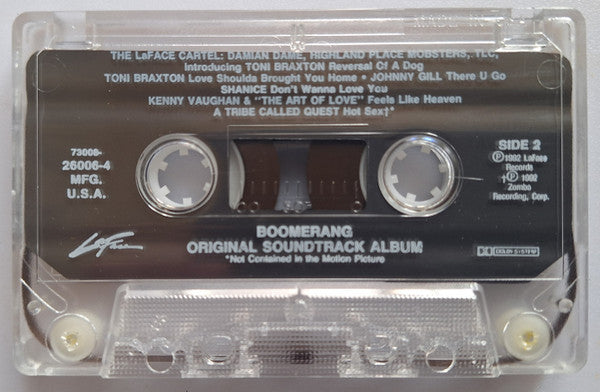 THE LaFACE CARTEL: DAMIAN DAME, HIGHLAND PLACE MOBSTERS, TLC,
Introducing TONI BRAXTON Reversal Of A Dog
TONI BRAXTON Love Shoulda Brought You Home • JOHNNY GILL There U Go
SHANICE Don't Wanna Love You
KENNY VAUGHAN & "THE ART OF LOVE" Feels Like Heaven
A TRIBE CALLED QUEST Hot Sex†*
73008-
26006-4
MFG.
U.S.A.
SIDE 2
℗1992 LaFace
Records
†℗ 1992
Zomba
Recording, Corp.
BOOMERANG
ORIGINAL SOUNDTRACK ALBUM
*Not Contained in the Motion Picture
LaFace
DOLBY SYSTEM